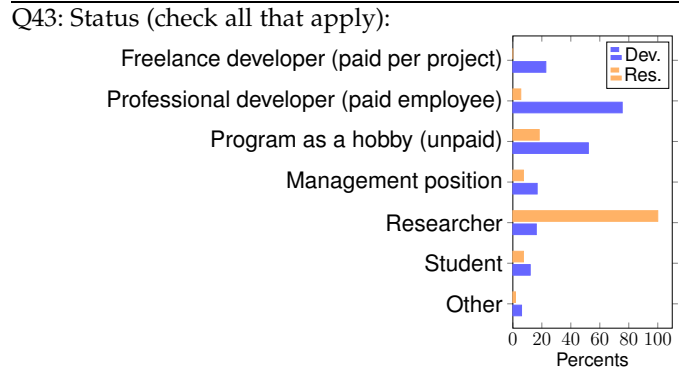 Q43: Status (check all that apply):
Freelance developer (paid per project)
Dev.
Res.
Professional developer (paid employee)
Program as a hobby (unpaid)
Management position
Researcher
Student
Other
0 20 40 60 80 100
Percents